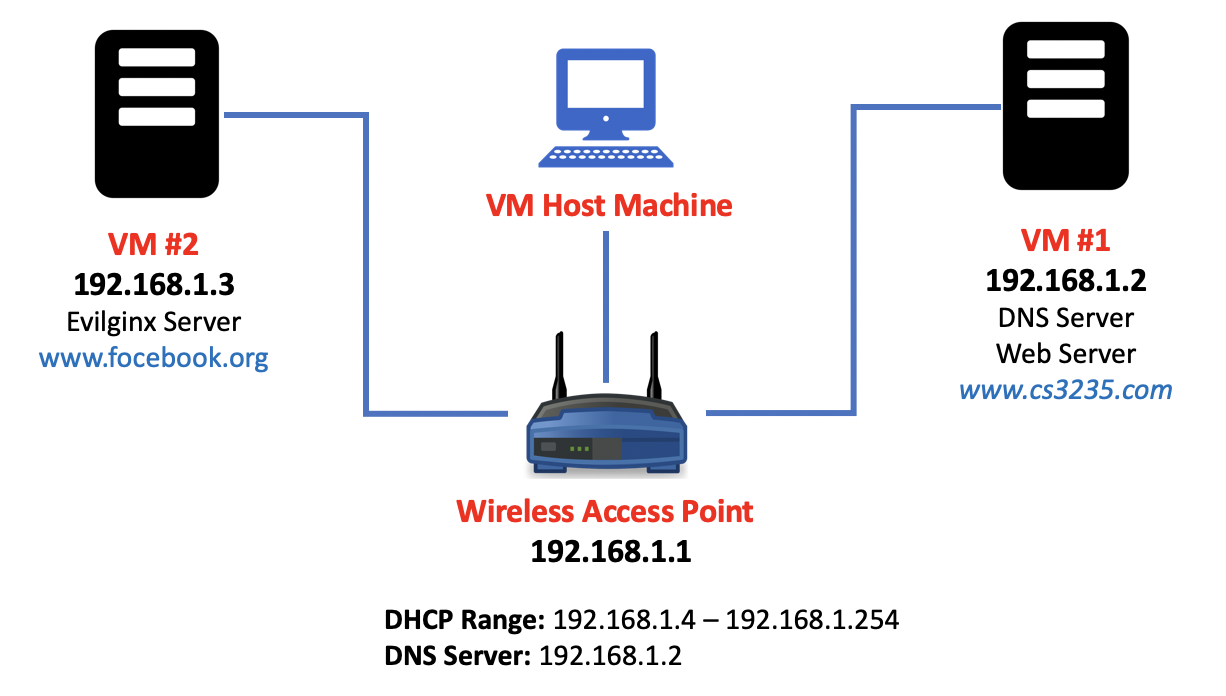 VM Host Machine
VM #2
192.168.1.3
Evilginx Server
www.focebook.org
VM #1
192.168.1.2
DNS Server
Web Server
www.cs3235.com
Wireless Access Point
192.168.1.1
DHCP Range: 192.168.1.4 – 192.168.1.254
DNS Server: 192.168.1.2